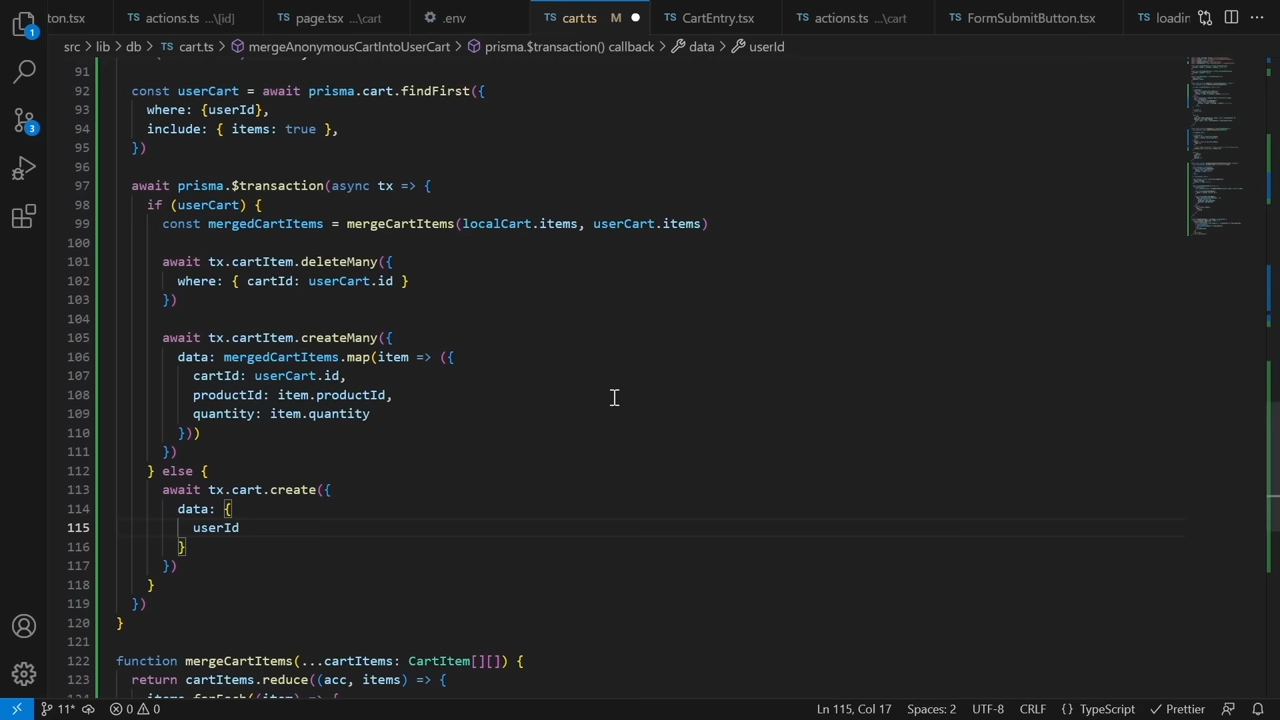 ton.tsx actions.ts ...\[id] page.tsx ...\cart .env cart.ts M CartEntry.tsx actions.ts ...\cart FormSubmitButton.tsx loadin
src > lib > db > TS cart.ts > mergeAnonymousCartIntoUserCart > prisma.$transaction() callback > data > userId
91
92 const userCart = await prisma.cart.findFirst({
93 where: {userId},
94 include: { items: true },
95 })
96
97 await prisma.$transaction(async tx => {
98 if (userCart) {
99 const mergedCartItems = mergeCartItems(localCart.items, userCart.items)
100
101 await tx.cartItem.deleteMany({
102 where: { cartId: userCart.id }
103 })
104
105 await tx.cartItem.createMany({
106 data: mergedCartItems.map(item => ({
107 cartId: userCart.id,
108 productId: item.productId,
109 quantity: item.quantity
110 }))
111 })
112 } else {
113 await tx.cart.create({
114 data: {
115 userId
116 }
117 })
118 }
119 })
120 }
121
122 function mergeCartItems(...cartItems: CartItem[][]) {
123 return cartItems.reduce((acc, items) => {
11* 0 0 Ln 115, Col 17 Spaces: 2 UTF-8 CRLF {} TypeScript Prettier